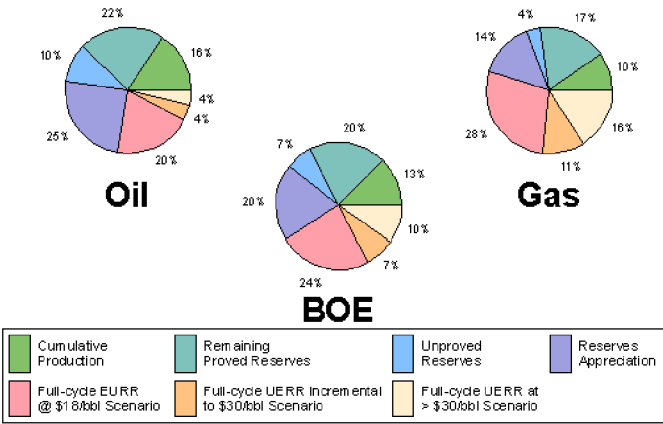 22%
16%
10%
4%
4%
25%
20%
Oil
4%
17%
14%
10%
28%
16%
11%
Gas
7%
20%
13%
20%
10%
7%
24%
BOE
Cumulative
Production
Remaining
Proved Reserves
Unproved
Reserves
Reserves
Appreciation
Full-cycle EURR
@ $18/bbl Scenario
Full-cycle UERR Incremental
to $30/bbl Scenario
Full-cycle UERR at
> $30/bbl Scenario